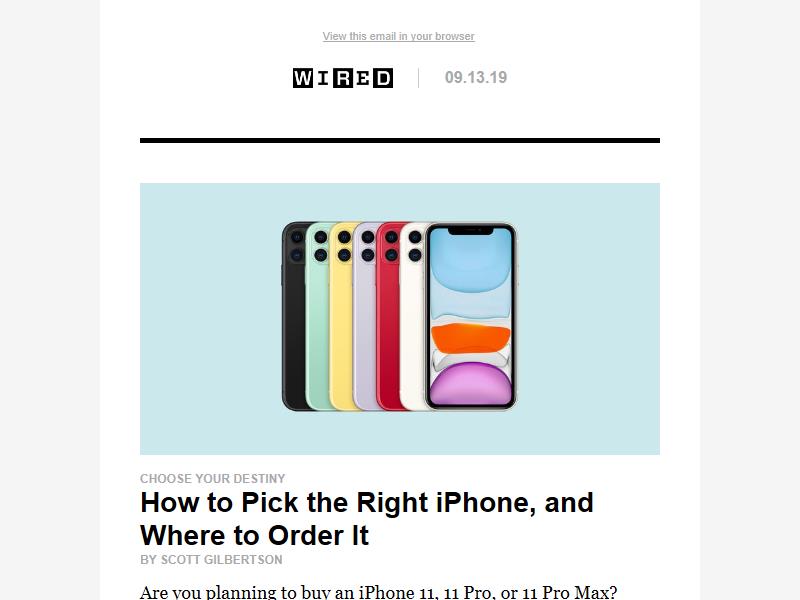 View this email in your browser
WIRED 09.13.19
CHOOSE YOUR DESTINY
How to Pick the Right iPhone, and
Where to Order It
BY SCOTT GILBERTSON
Are you planning to buy an iPhone 11, 11 Pro, or 11 Pro Max?